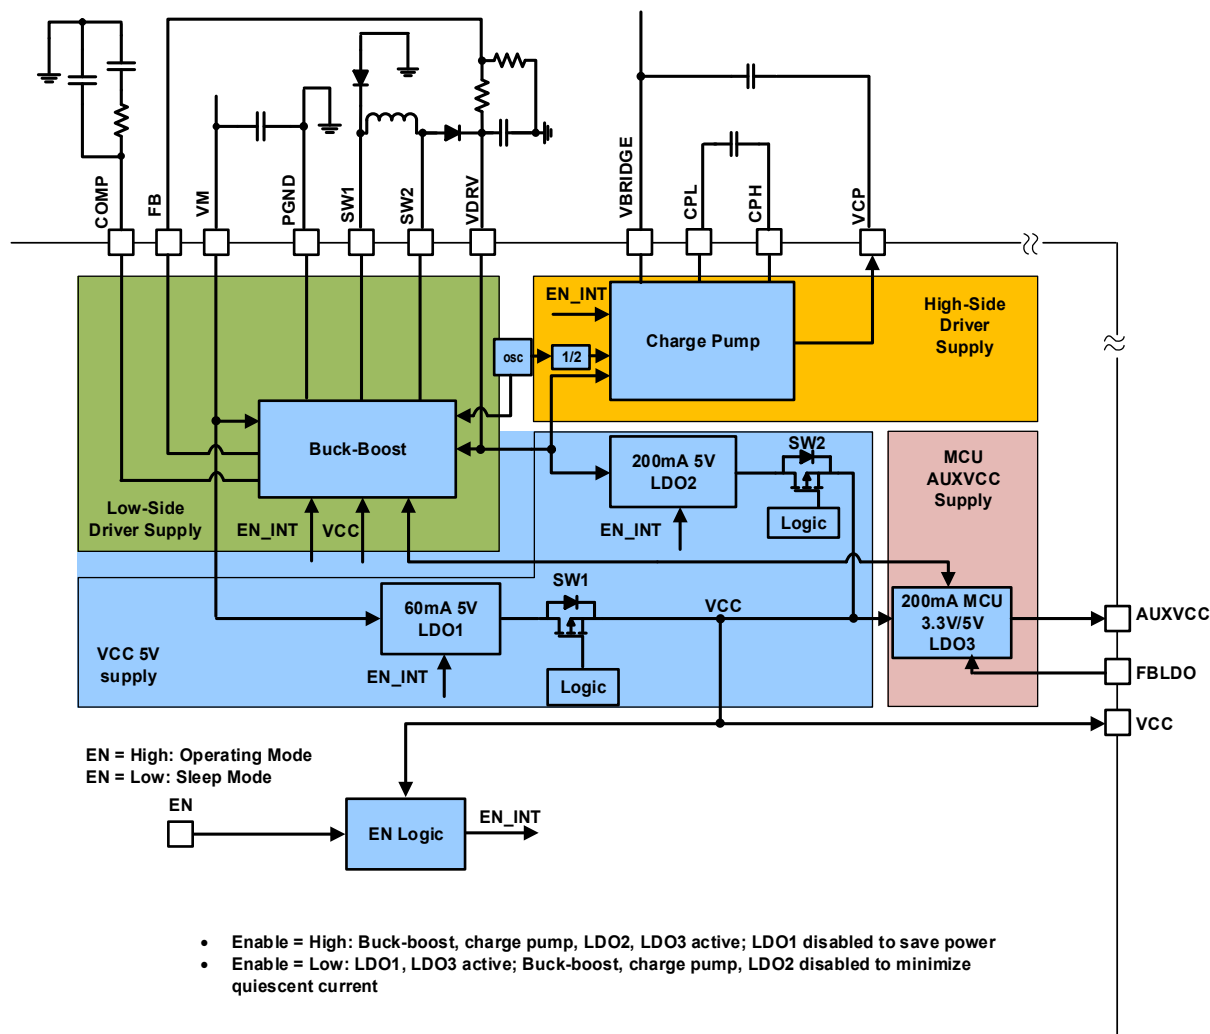 COMP
FB
VM
PGND
SW1
SW2
VDRV
VBRIDGE
CPL
CPH
VCP
EN_INT
Charge Pump
High-Side
Driver
Supply
osc
1/2
Buck-Boost
Low-Side
Driver Supply
EN_INT
VCC
200mA 5V
LDO2
EN_INT
SW2
Logic
MCU
AUXVCC
Supply
60mA 5V
LDO1
EN_INT
SW1
Logic
VCC
200mA MCU
3.3V/5V
LDO3
VCC 5V
supply
AUXVCC
FBLDO
VCC
EN = High: Operating Mode
EN = Low: Sleep Mode
EN
EN Logic
EN_INT
• Enable = High: Buck-boost, charge pump, LDO2, LDO3 active; LDO1 disabled to save power
• Enable = Low: LDO1, LDO3 active; Buck-boost, charge pump, LDO2 disabled to minimize
quiescent current